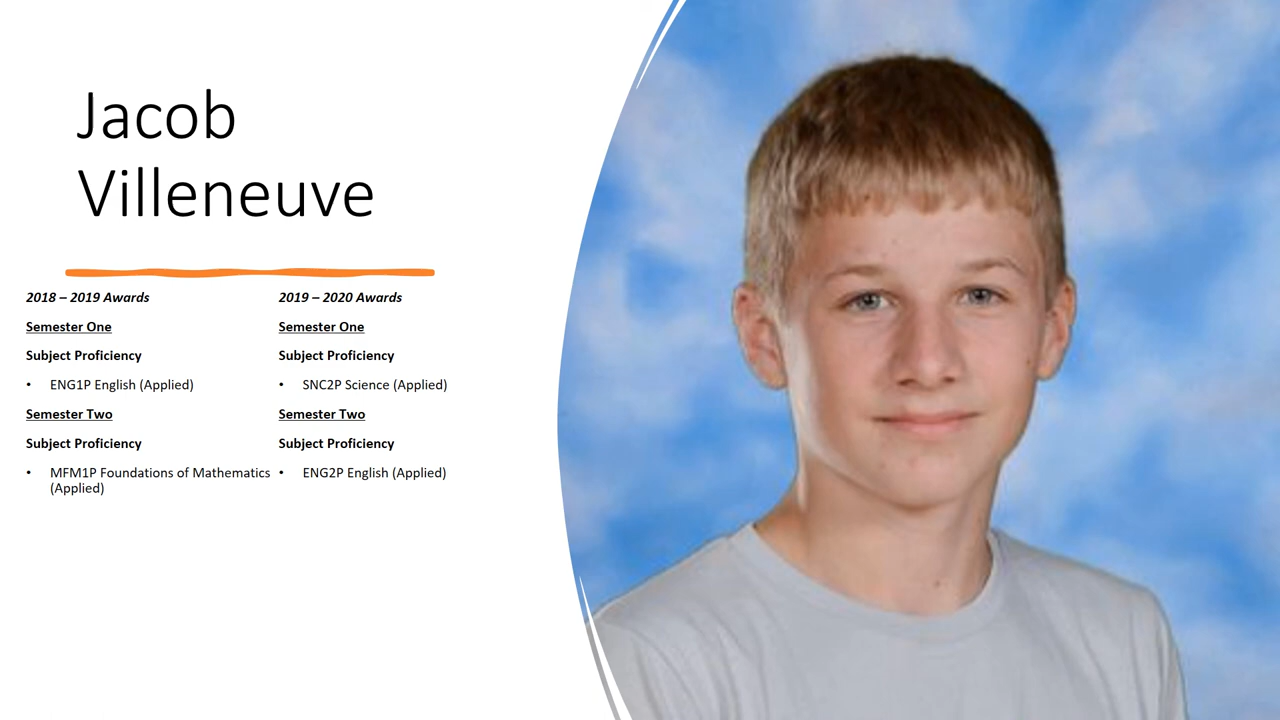 Jacob
Villeneuve
2018 – 2019 Awards
Semester One
Subject Proficiency
• ENG1P English (Applied)
Semester Two
Subject Proficiency
• MFM1P Foundations of Mathematics
(Applied)
2019 – 2020 Awards
Semester One
Subject Proficiency
• SNC2P Science (Applied)
Semester Two
Subject Proficiency
• ENG2P English (Applied)